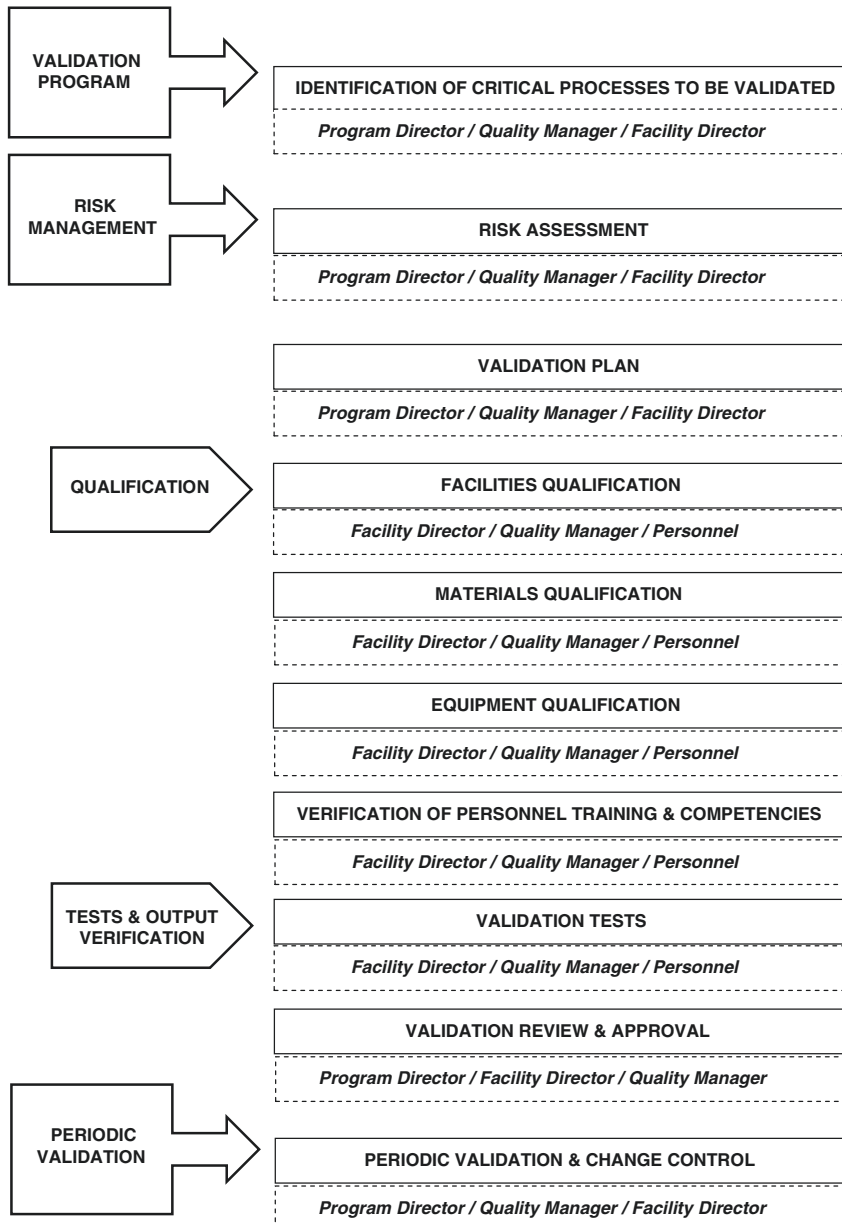 VALIDATION
PROGRAM
IDENTIFICATION OF CRITICAL PROCESSES TO BE VALIDATED
Program Director / Quality Manager / Facility Director
RISK
MANAGEMENT
RISK ASSESSMENT
Program Director / Quality Manager / Facility Director
VALIDATION PLAN
Program Director / Quality Manager / Facility Director
QUALIFICATION
FACILITIES QUALIFICATION
Facility Director / Quality Manager / Personnel
MATERIALS QUALIFICATION
Facility Director / Quality Manager / Personnel
EQUIPMENT QUALIFICATION
Facility Director / Quality Manager / Personnel
VERIFICATION OF PERSONNEL TRAINING & COMPETENCIES
Facility Director / Quality Manager / Personnel
TESTS & OUTPUT
VERIFICATION
VALIDATION TESTS
Facility Director / Quality Manager / Personnel
VALIDATION REVIEW & APPROVAL
Program Director / Facility Director / Quality Manager
PERIODIC
VALIDATION
PERIODIC VALIDATION & CHANGE CONTROL
Program Director / Quality Manager / Facility Director